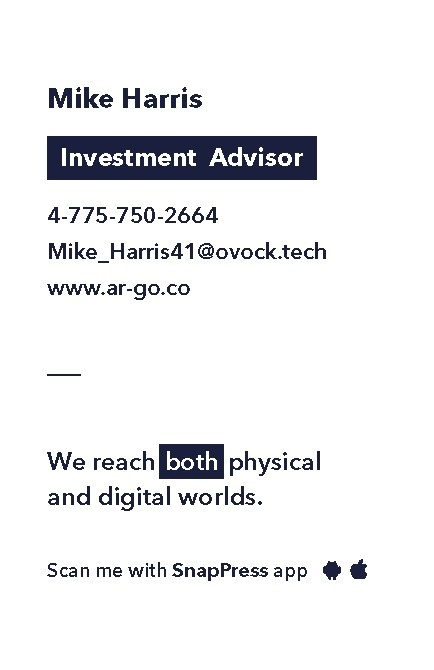 Mike Harris
Investment Advisor
4-775-750-2664
Mike_Harris41@ovock.tech
www.ar-go.co
We reach both physical
and digital worlds.
Scan me with SnapPress app